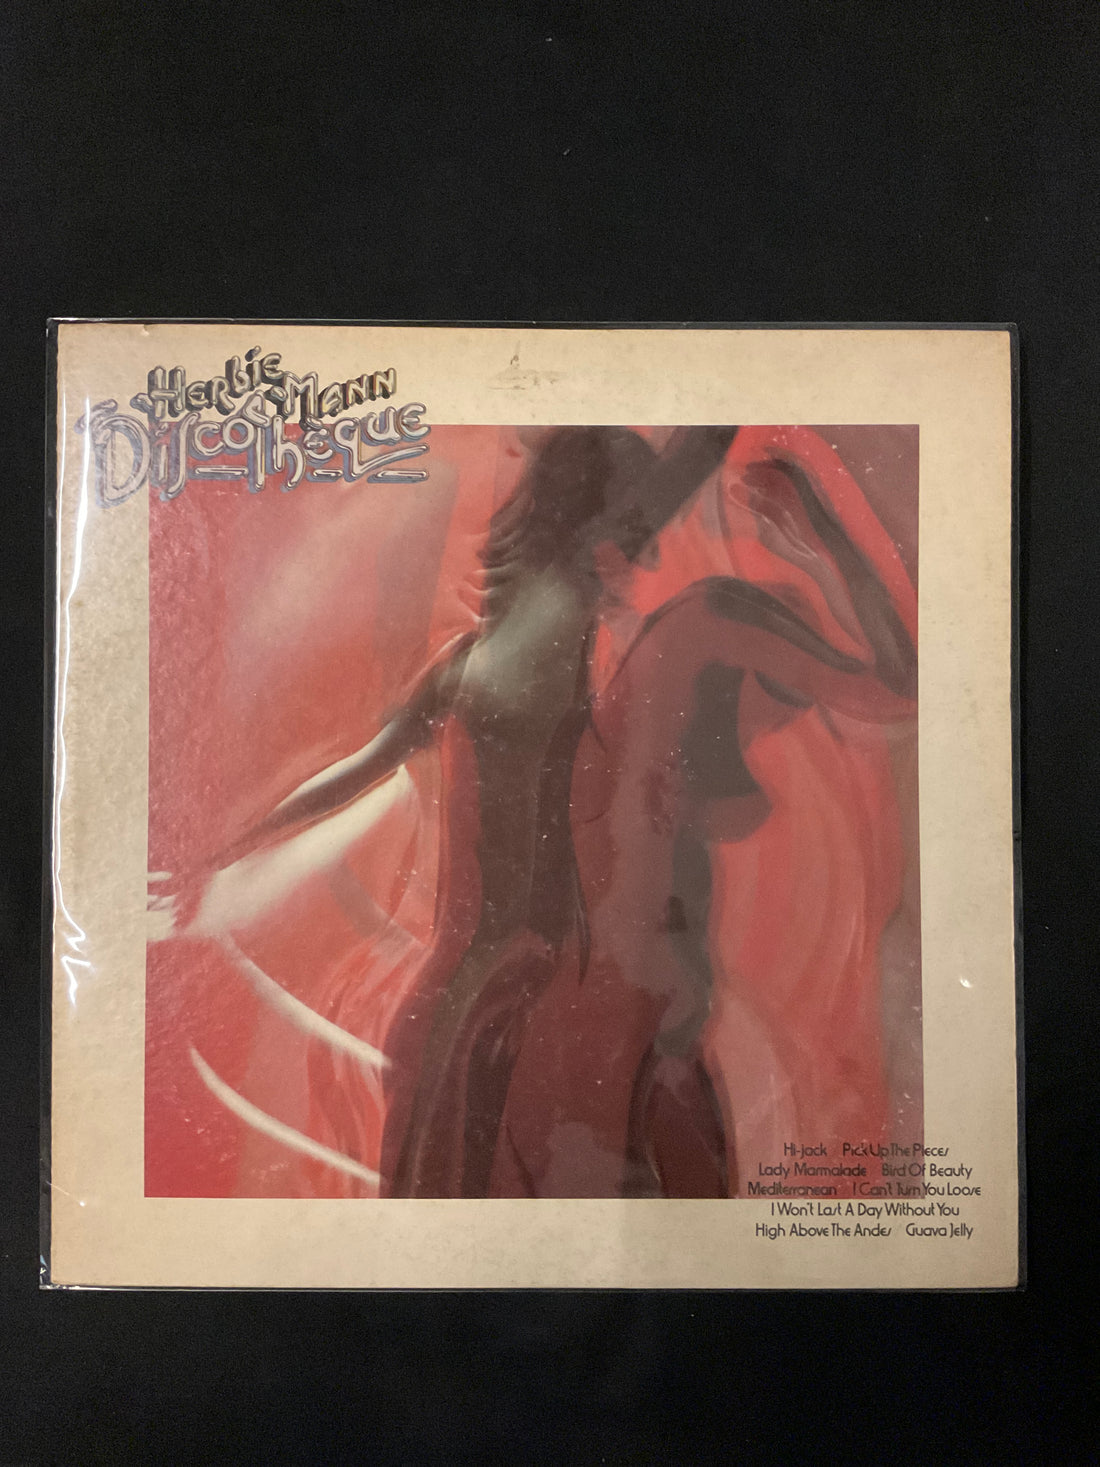 Herbie Mann
Discothèque
Hi-Jack Pick Up The Pieces
Lady Marmalade Bird Of Beauty
Mediterranean I Can't Turn You Loose
I Won't Last A Day Without You
High Above The Andes Guava Jelly